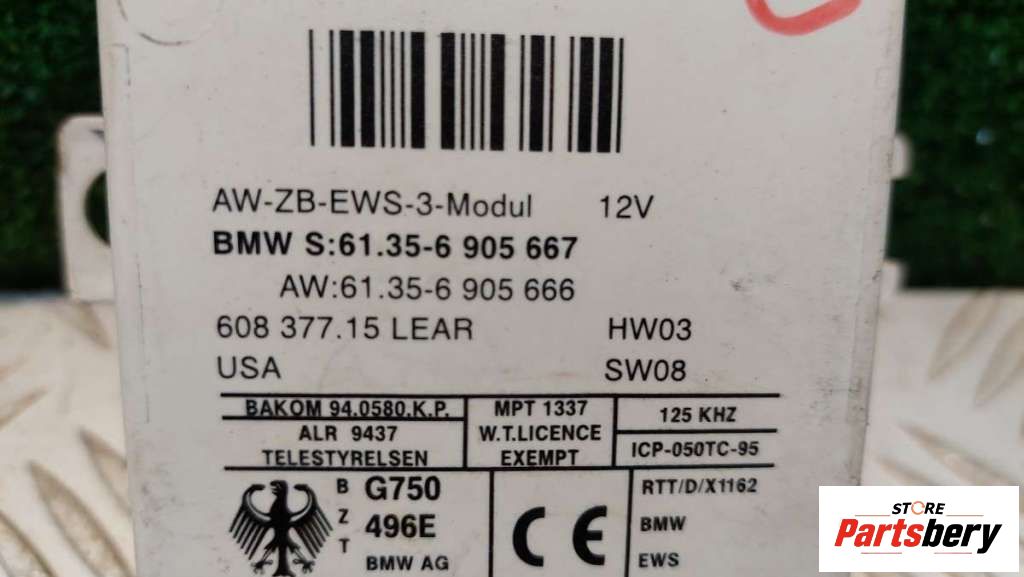 AW-ZB-EWS-3-Modul 12V
BMW S:61.35-6 905 667
AW:61.35-6 905 666
608 377.15 LEAR HW03
USA SW08
BAKOM 94.0580.K.P.
ALR 9437
TELESTYRELSEN
MPT 1337
W.T.LICENCE
EXEMPT
125 KHZ
ICP-050TC-95
B G750
Z 496E
T BMW AG
CE
RTT/D/X1162
BMW
EWS
STORE
Partsbery